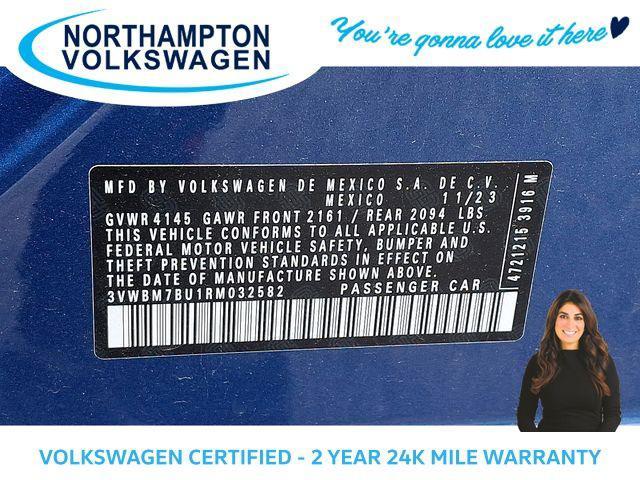 NORTHAMPTON
VOLKSWAGEN
You're gonna love it here
MFD BY VOLKSWAGEN DE MEXICO S.A. DE C.V.
MEXICO 11/23
GVWR 4145 GAWR FRONT 2161 / REAR 2094 LBS
THIS VEHICLE CONFORMS TO ALL APPLICABLE U.S.
FEDERAL MOTOR VEHICLE SAFETY, BUMPER AND
THEFT PREVENTION STANDARDS IN EFFECT ON
THE DATE OF MANUFACTURE SHOWN ABOVE.
3VWBM7BU1RM032582 PASSENGER CAR
4721215 3916 M
VOLKSWAGEN CERTIFIED - 2 YEAR 24K MILE WARRANTY